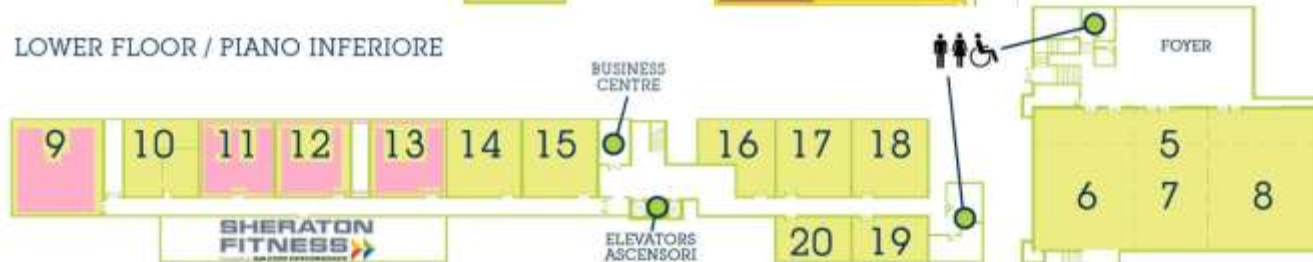 LOWER FLOOR / PIANO INFERIORE
FOYER
BUSINESS
CENTRE
9 10 11 12 13 14 15 16 17 18
5
6 7 8
SHERATON
FITNESS
ELEVATORS
ASCENSORI
20 19